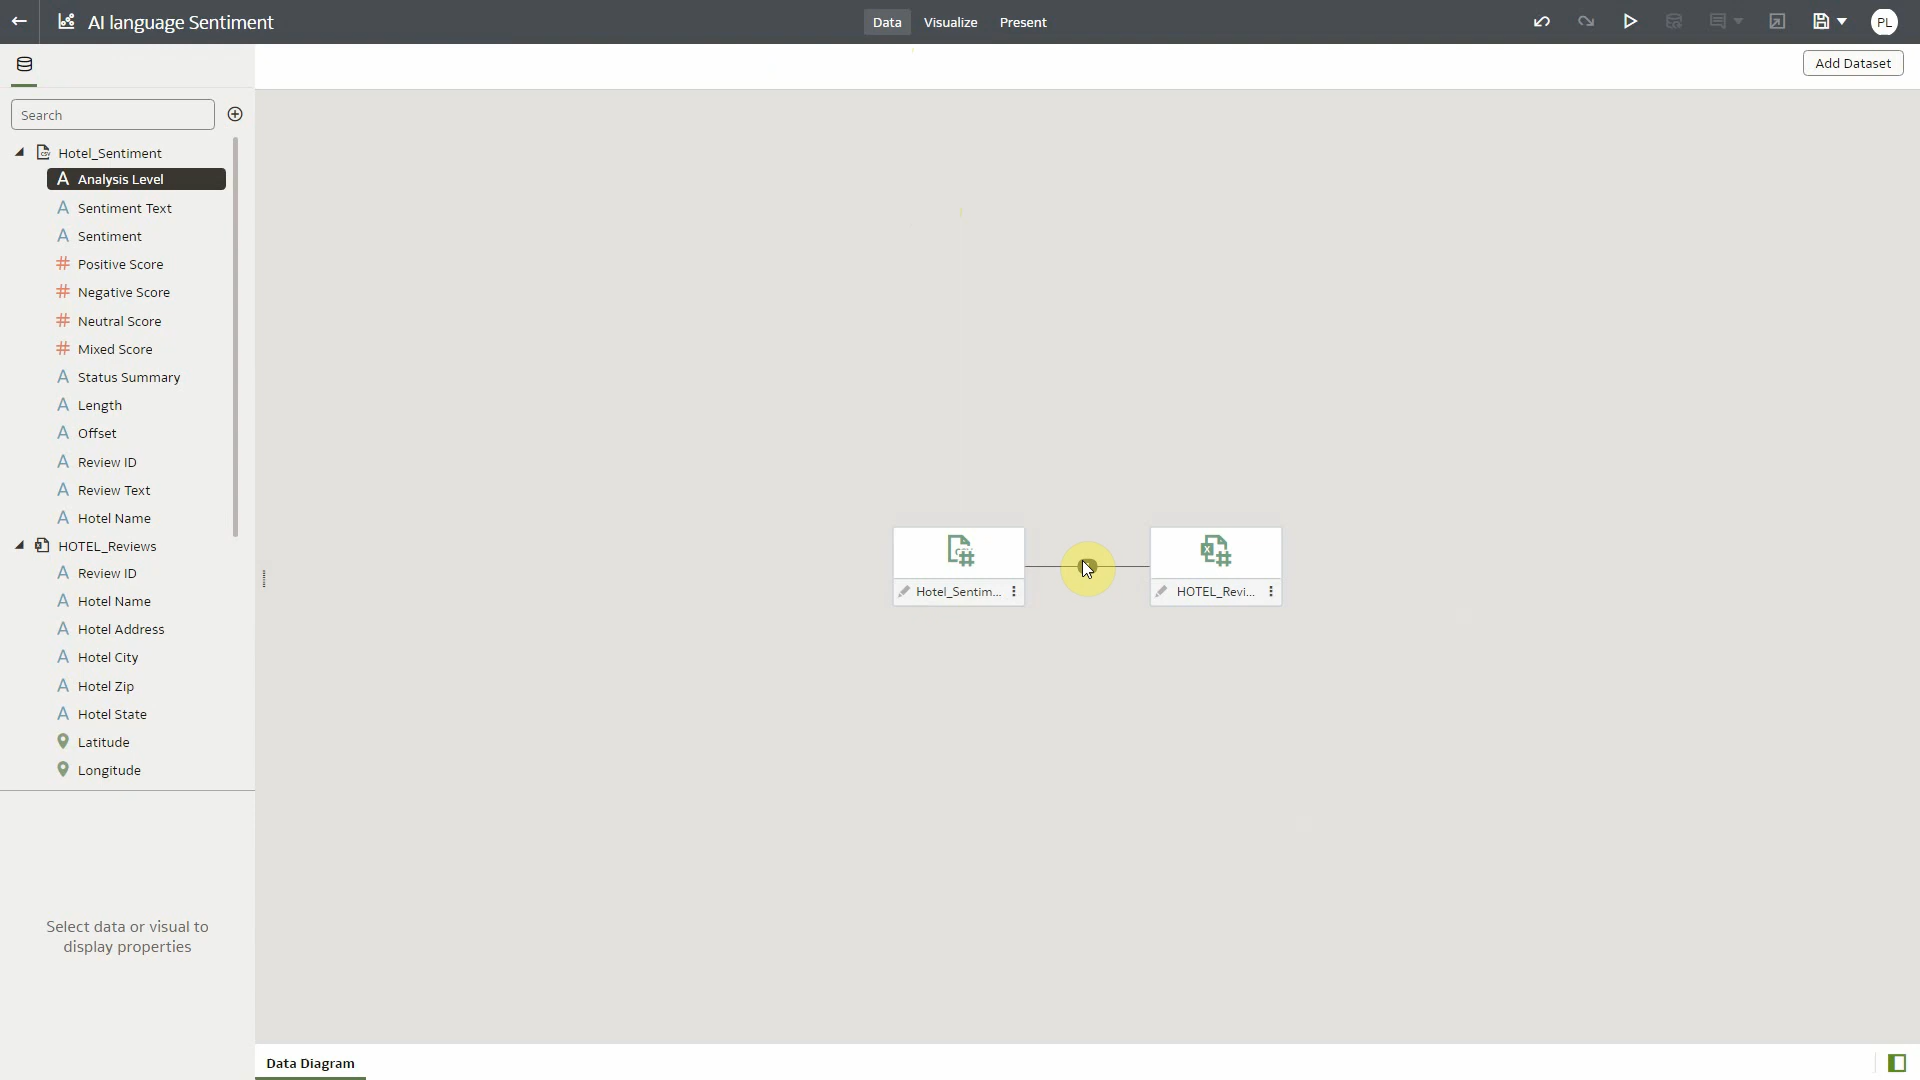 AI language Sentiment
Data
Visualize
Present
PL
Add Dataset
Search
Hotel_Sentiment
A Analysis Level
A Sentiment Text
A Sentiment
# Positive Score
# Negative Score
# Neutral Score
# Mixed Score
A Status Summary
A Length
A Offset
A Review ID
A Review Text
A Hotel Name
HOTEL_Reviews
A Review ID
A Hotel Name
A Hotel Address
A Hotel City
A Hotel Zip
A Hotel State
Latitude
Longitude
Hotel_Sentim...
HOTEL_Revi...
Select data or visual to
display properties
Data Diagram